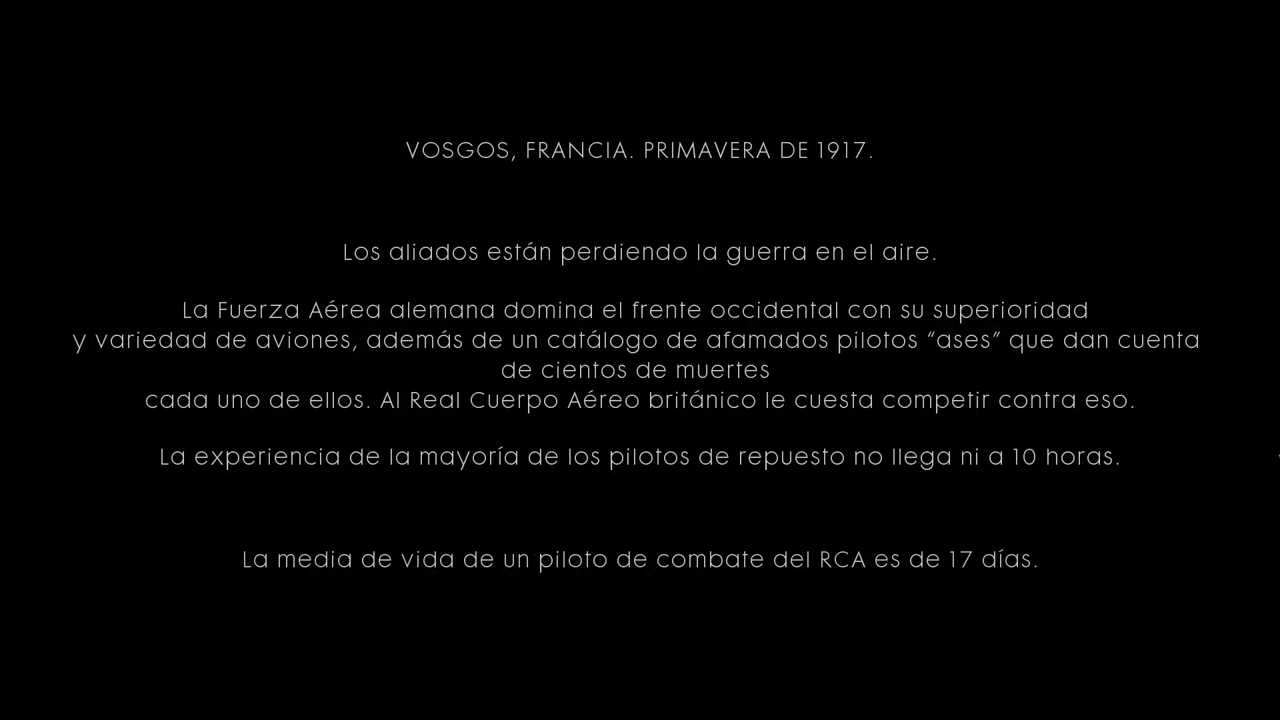 VOSGOS, FRANCIA. PRIMAVERA DE 1917.
Los aliados están perdiendo la guerra en el aire.
La Fuerza Aérea alemana domina el frente occidental con su superioridad
y variedad de aviones, además de un catálogo de afamados pilotos “ases” que dan cuenta
de cientos de muertes
cada uno de ellos. Al Real Cuerpo Aéreo británico le cuesta competir contra eso.
La experiencia de la mayoría de los pilotos de repuesto no llega ni a 10 horas.
La media de vida de un piloto de combate del RCA es de 17 días.